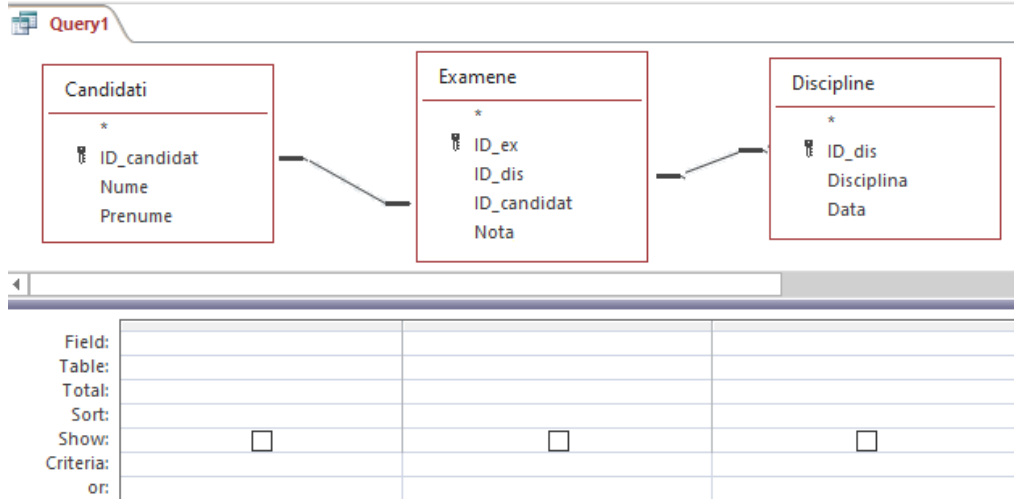 Query1
Candidati
*
ID_candidat
Nume
Prenume
Examene
*
ID_ex
ID_dis
ID_candidat
Nota
Discipline
*
ID_dis
Disciplina
Data
Field:
Table:
Total:
Sort:
Show:
Criteria:
or: